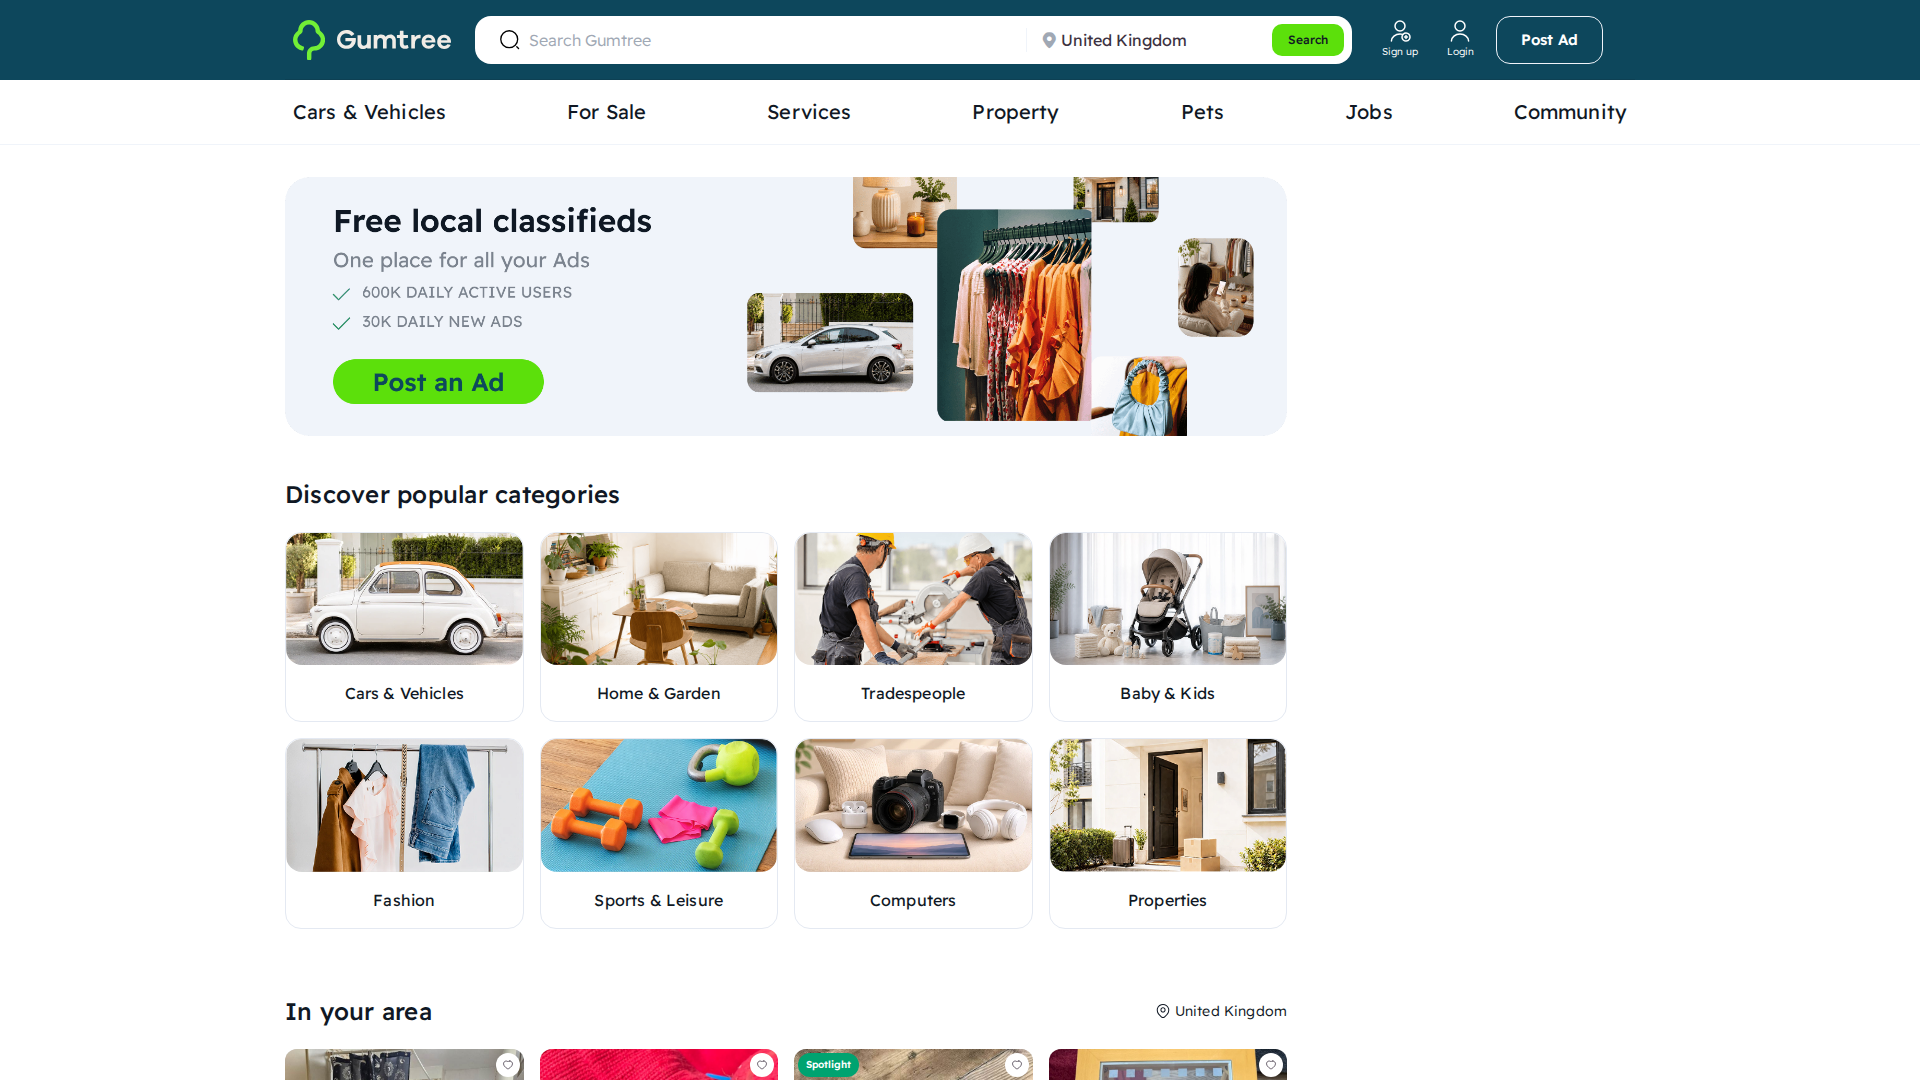 Gumtree
Search Gumtree
United Kingdom
Search
Sign up
Login
Post Ad
Cars & Vehicles
For Sale
Services
Property
Pets
Jobs
Community
Free local classifieds
One place for all your Ads
600K DAILY ACTIVE USERS
30K DAILY NEW ADS
Post an Ad
Discover popular categories
Cars & Vehicles
Home & Garden
Tradespeople
Baby & Kids
Fashion
Sports & Leisure
Computers
Properties
In your area
United Kingdom
Spotlight